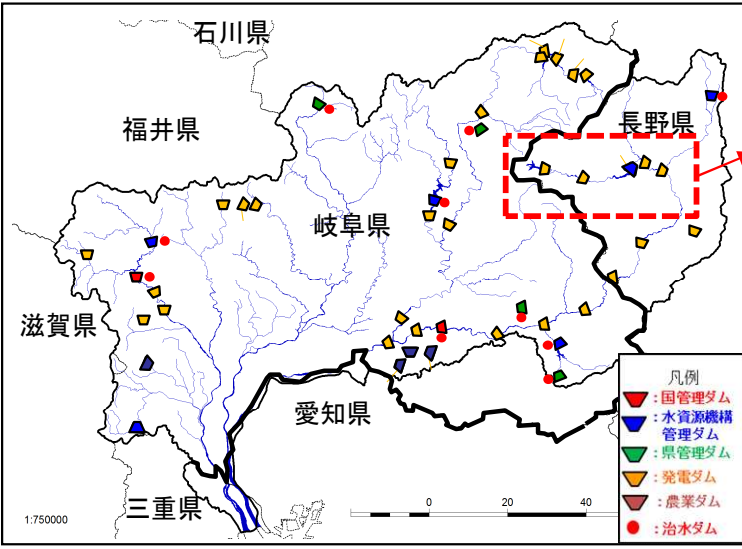 石川県
福井県
長野県
岐阜県
滋賀県
愛知県
三重県
1:750000
0 20 40
凡例
:国管理ダム
:水資源機構
管理ダム
:県管理ダム
:発電ダム
:農業ダム
:治水ダム